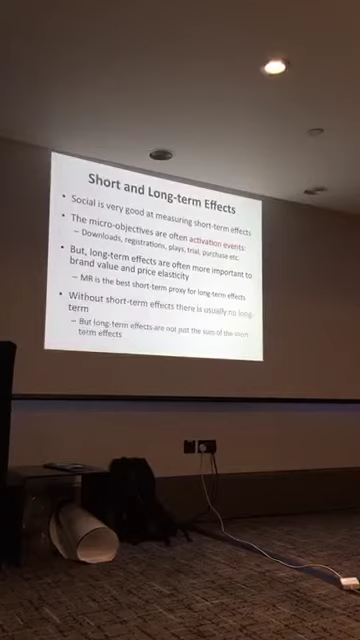 Short and Long-term Effects
• Social is very good at measuring short-term effects
• The micro-objectives are often activation events:
– Downloads, registrations, plays, trial, purchase etc.
• But, long-term effects are often more important to
brand value and price elasticity
– MR is the best short-term proxy for long-term effects
• Without short-term effects there is usually no long-
term
– But long-term effects are not just the sum of the short
term effects